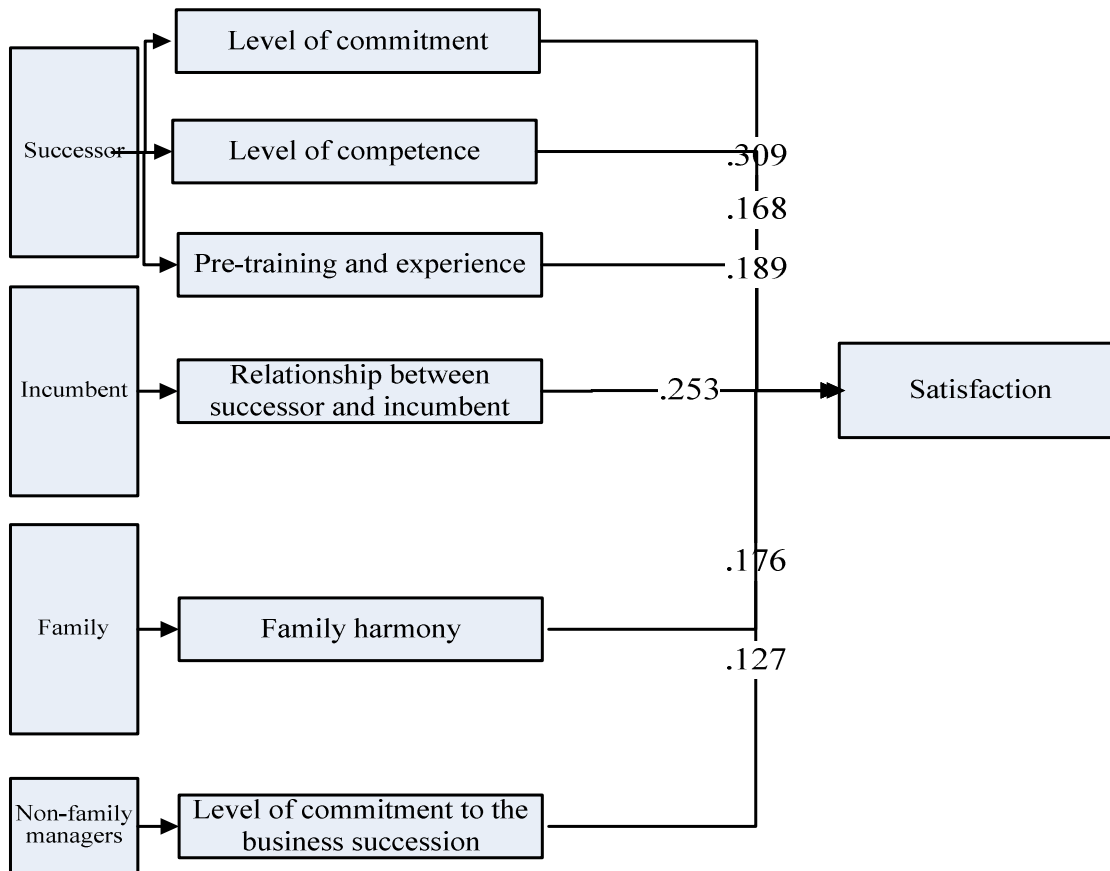 Successor
Level of commitment
Level of competence
Pre-training and experience
.309
.168
.189
Incumbent
Relationship between
successor and incumbent
.253
Satisfaction
Family
Family harmony
.176
.127
Non-family
managers
Level of commitment to the
business succession